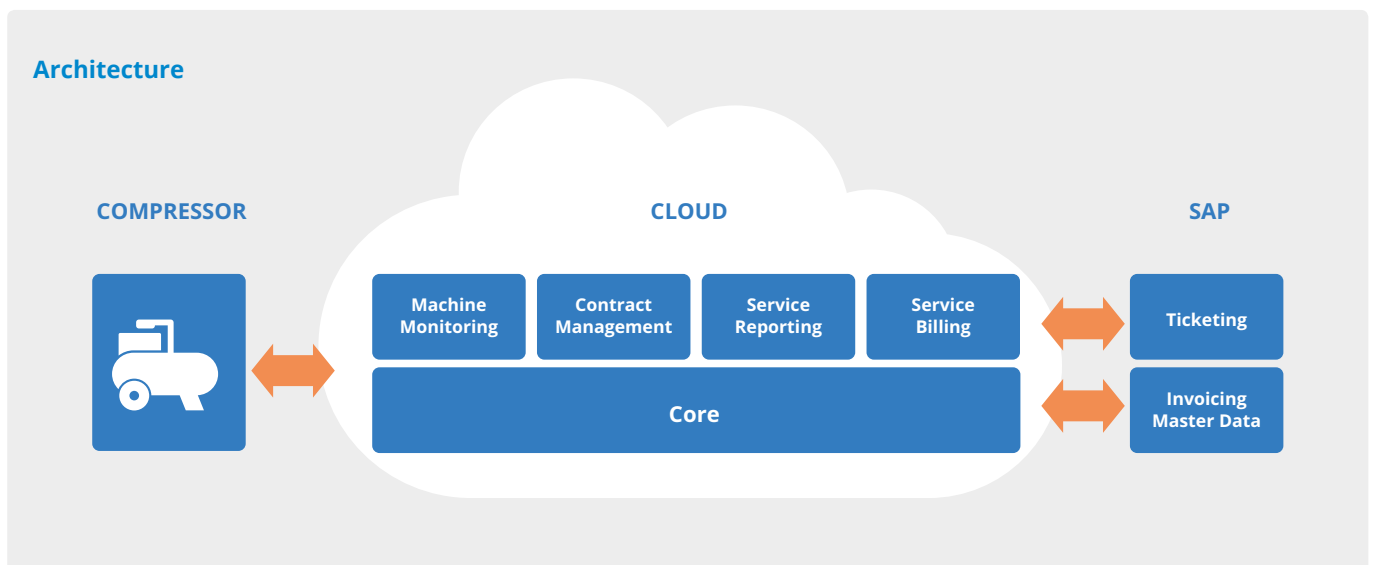 Architecture
COMPRESSOR
CLOUD
SAP
Machine
Monitoring
Contract
Management
Service
Reporting
Service
Billing
Core
Ticketing
Invoicing
Master Data